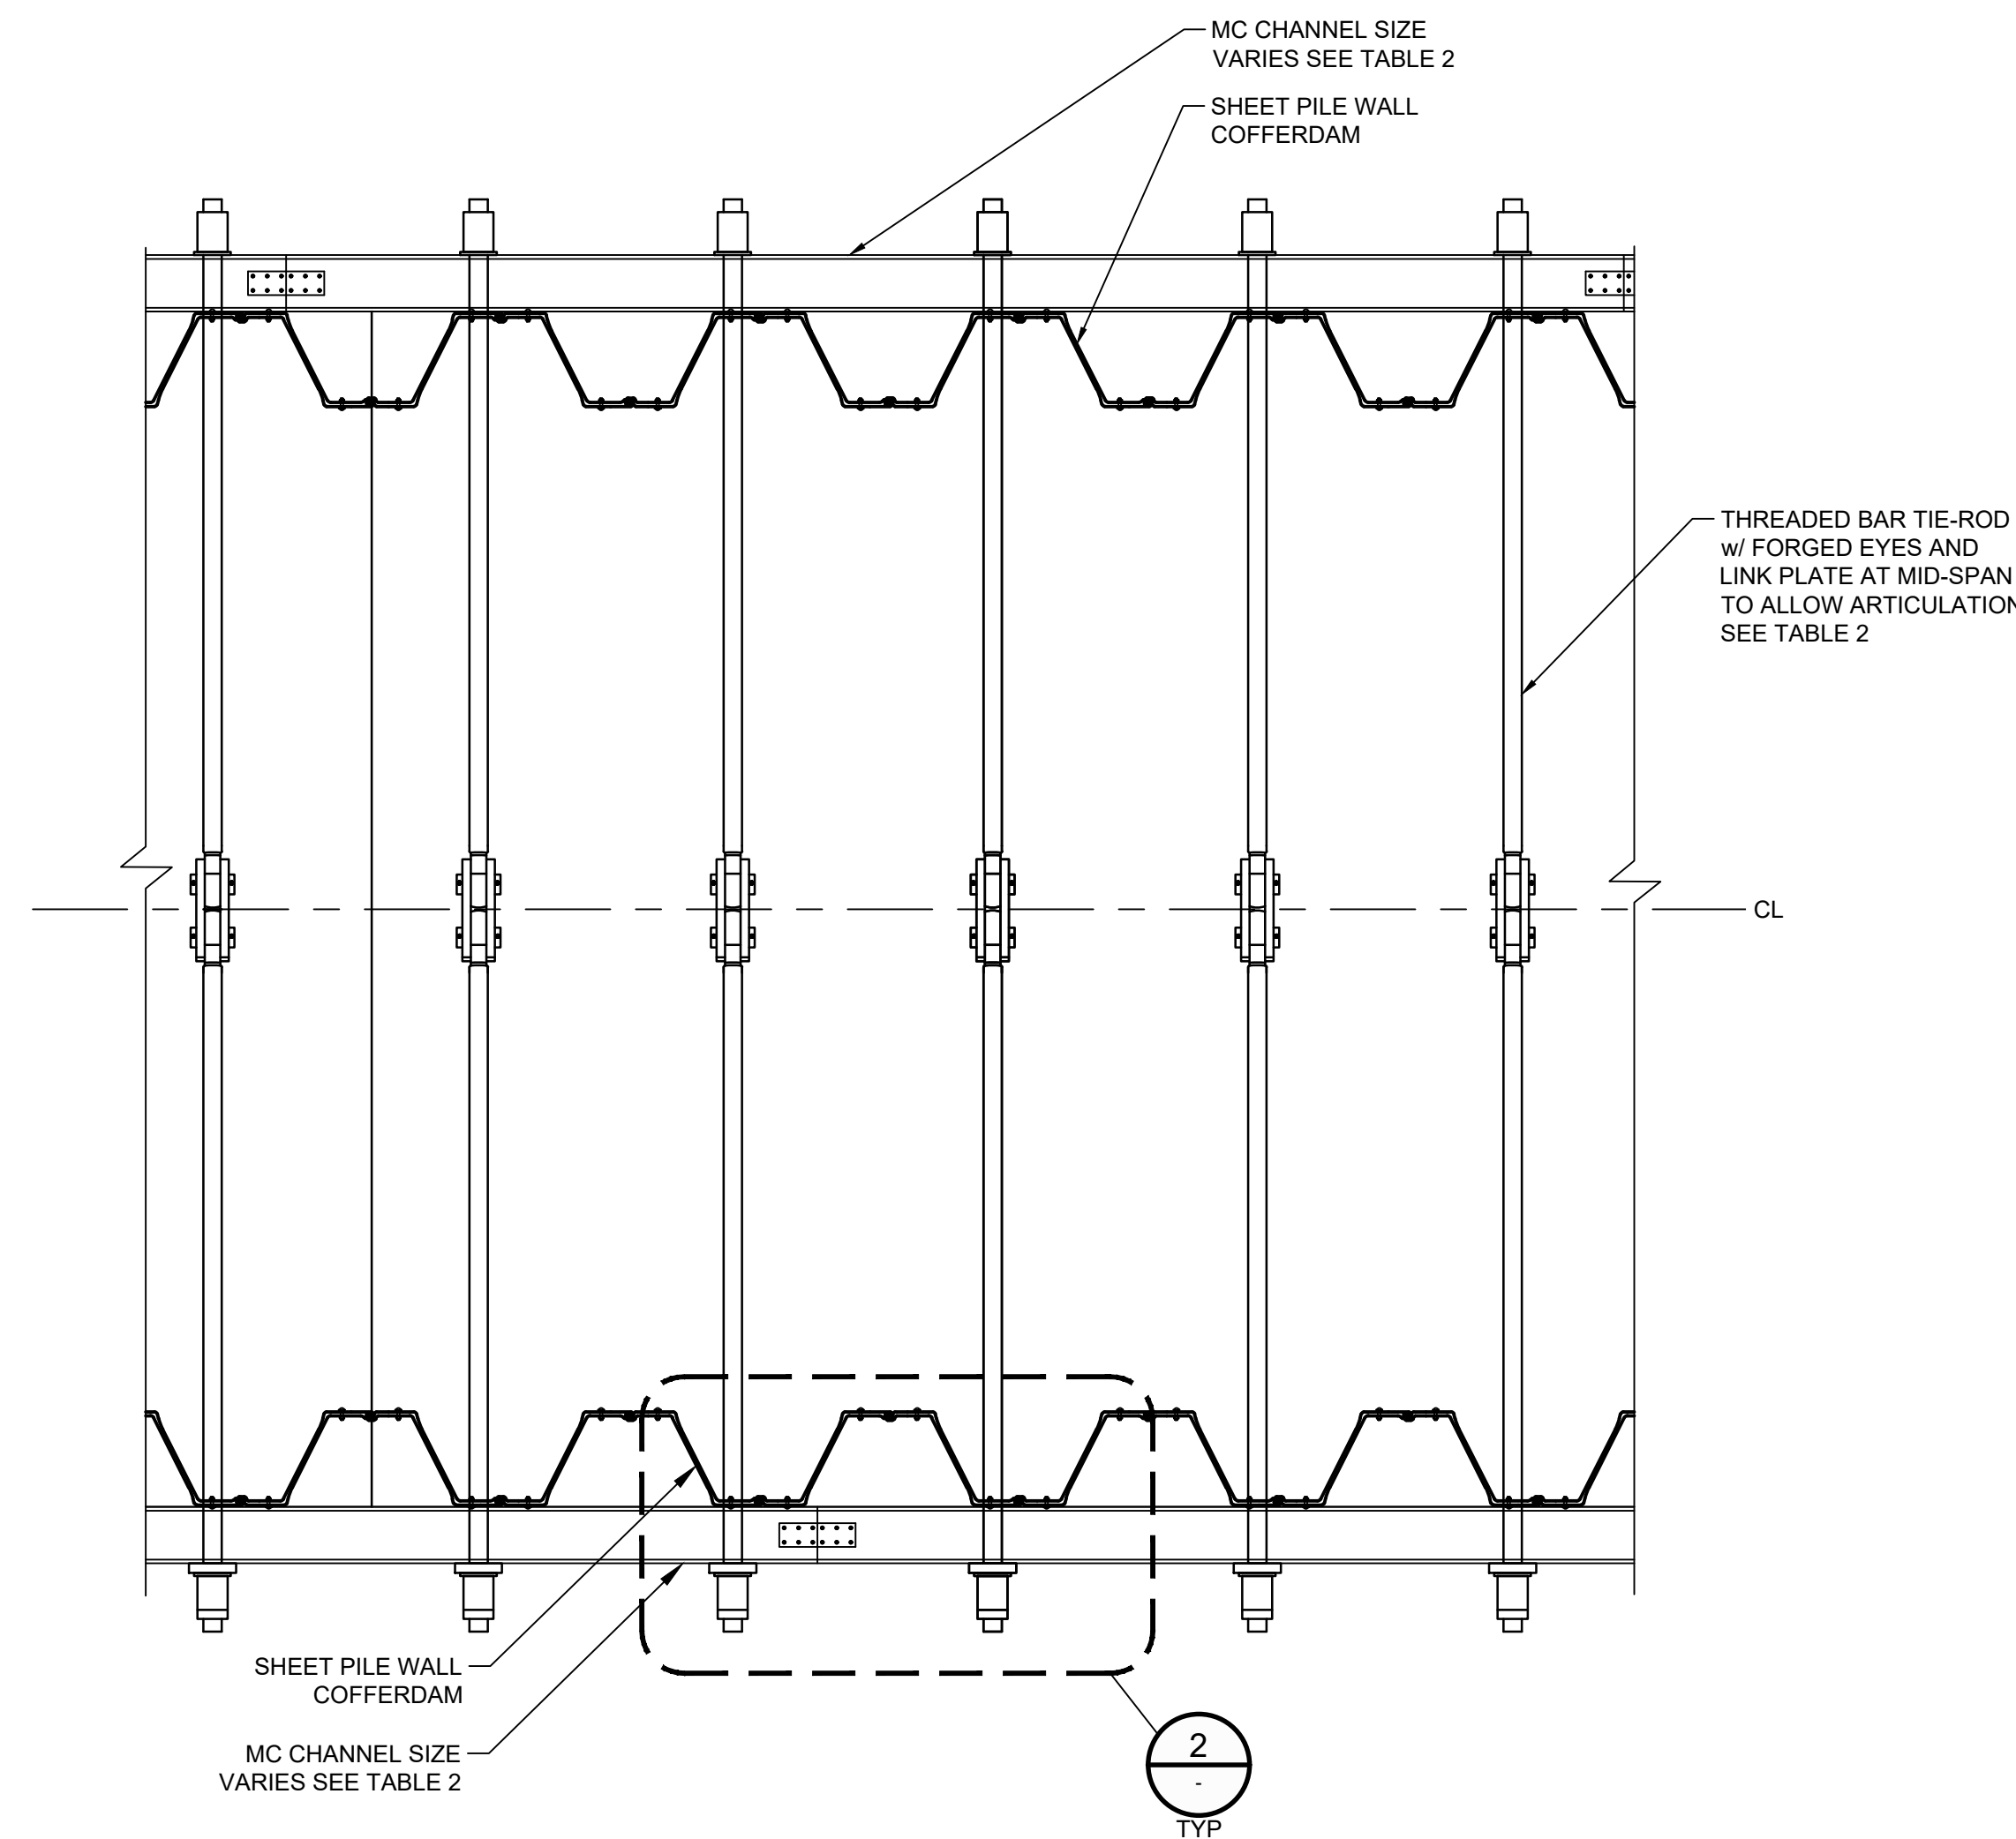 MC CHANNEL SIZE
VARIES SEE TABLE 2
SHEET PILE WALL
COFFERDAM
THREADED BAR TIE-ROD
w/ FORGED EYES AND
LINK PLATE AT MID-SPAN
TO ALLOW ARTICULATION
SEE TABLE 2
CL
SHEET PILE WALL
COFFERDAM
MC CHANNEL SIZE
VARIES SEE TABLE 2
2
-
TYP